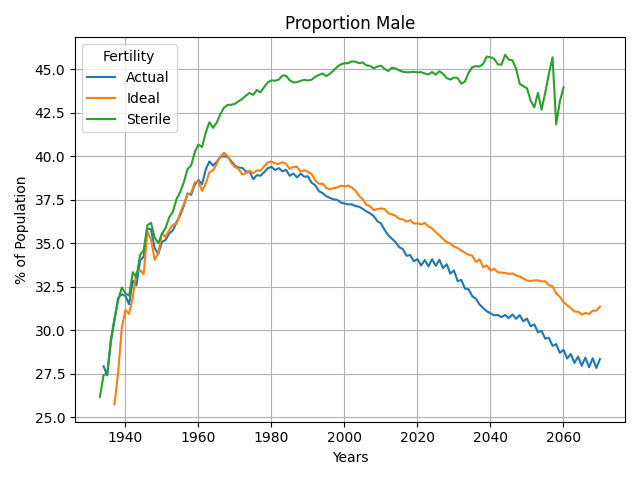 Proportion Male
Fertility
Actual
Ideal
Sterile
% of Population
45.0
42.5
40.0
37.5
35.0
32.5
30.0
27.5
25.0
1940 1960 1980 2000 2020 2040 2060
Years